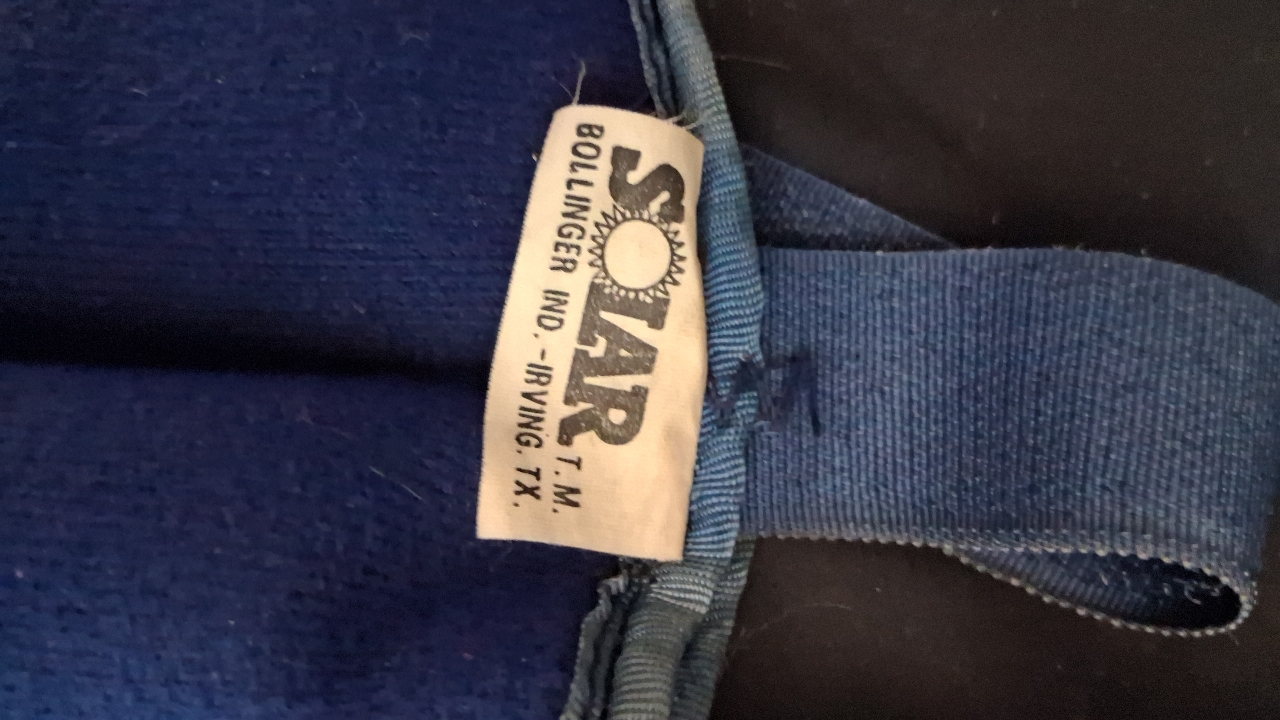 SOLAR T.M.
BOLLINGER IND.-IRVING, TX.